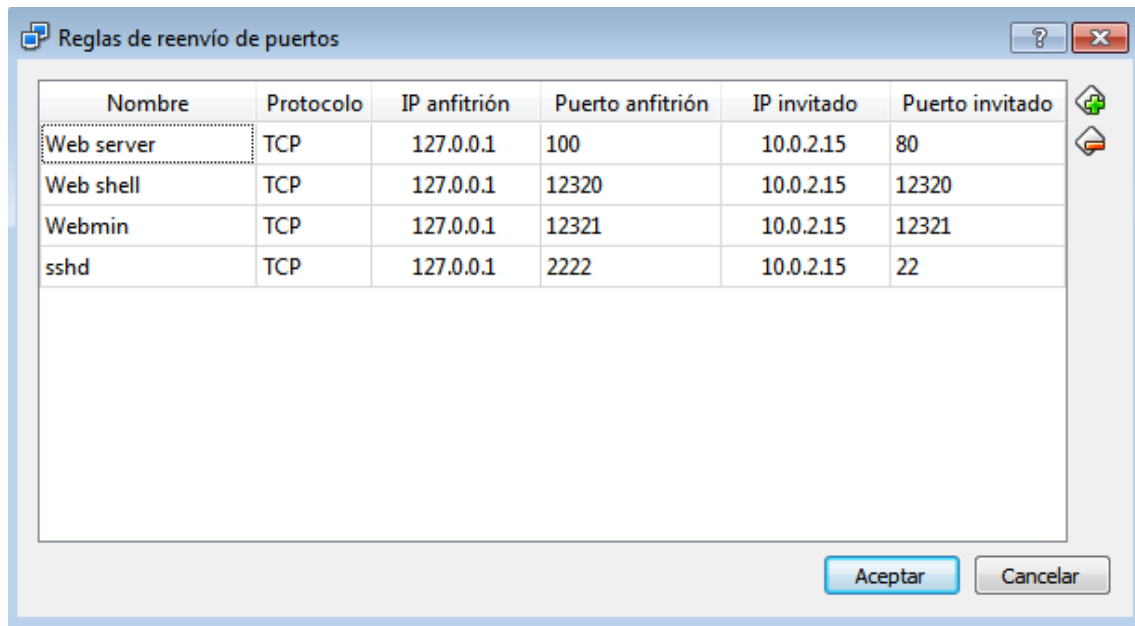 Reglas de reenvío de puertos
Nombre Protocolo IP anfitrión Puerto anfitrión IP invitado Puerto invitado
Web server TCP 127.0.0.1 100 10.0.2.15 80
Web shell TCP 127.0.0.1 12320 10.0.2.15 12320
Webmin TCP 127.0.0.1 12321 10.0.2.15 12321
sshd TCP 127.0.0.1 2222 10.0.2.15 22
Aceptar Cancelar